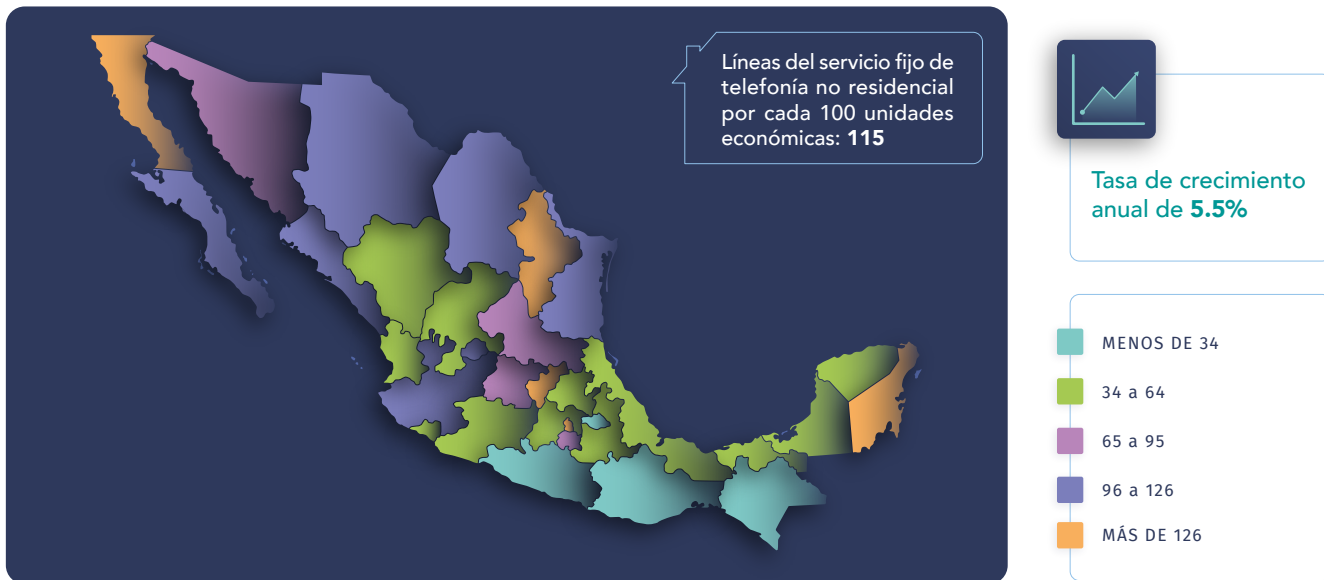 Líneas del servicio fijo de
telefonía no residencial
por cada 100 unidades
económicas: 115
Tasa de crecimiento
anual de 5.5%
MENOS DE 34
34 a 64
65 a 95
96 a 126
MÁS DE 126